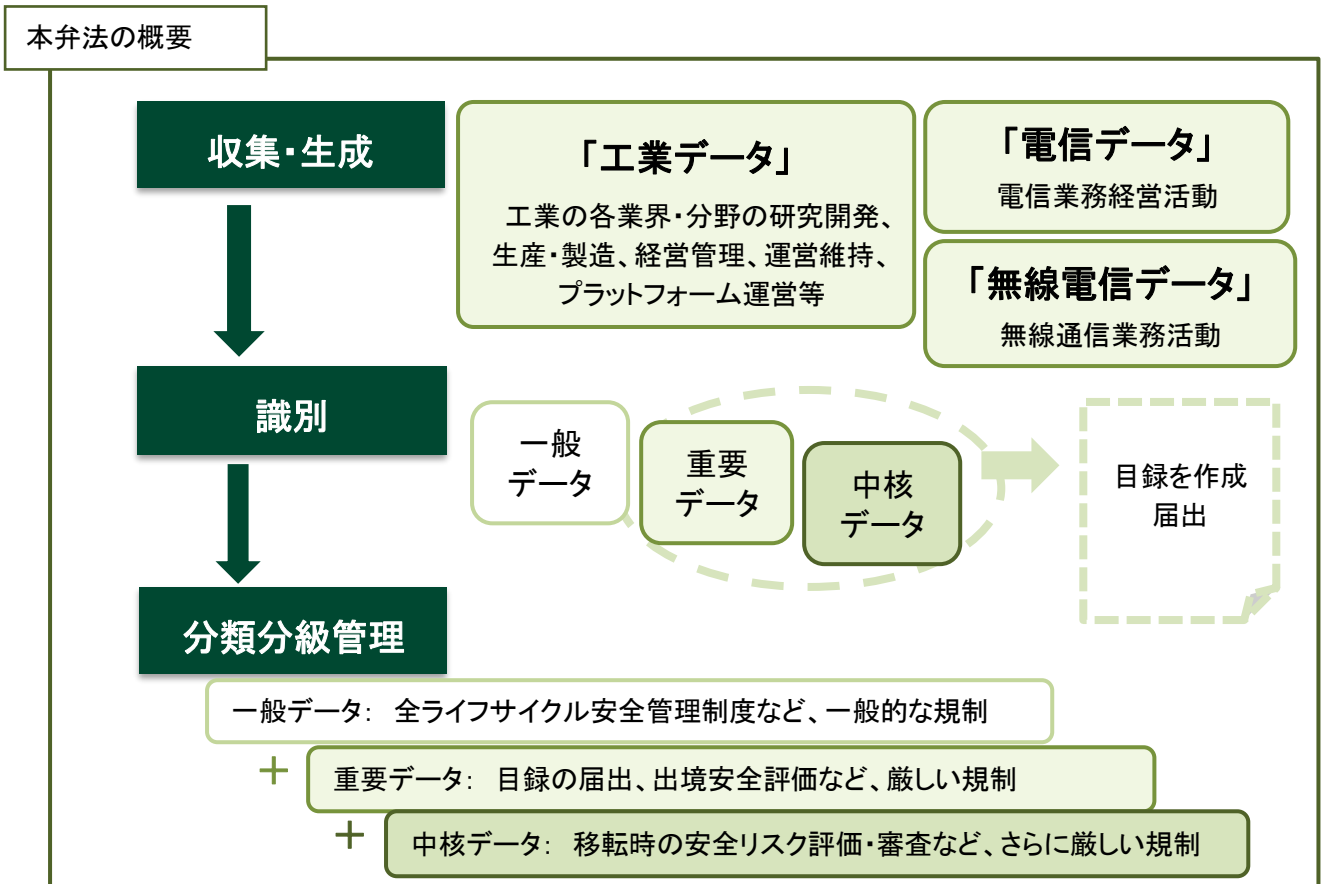 本弁法の概要
収集・生成
「工業データ」
工業の各業界・分野の研究開発、
生産・製造、経営管理、運営維持、
プラットフォーム運営等
「電信データ」
電信業務経営活動
「無線電信データ」
無線通信業務活動
識別
一般
データ
重要
データ
中核
データ
目録を作成
届出
分類分級管理
一般データ： 全ライフサイクル安全管理制度など、一般的な規制
＋
重要データ： 目録の届出、出境安全評価など、厳しい規制
＋
中核データ： 移転時の安全リスク評価・審査など、さらに厳しい規制